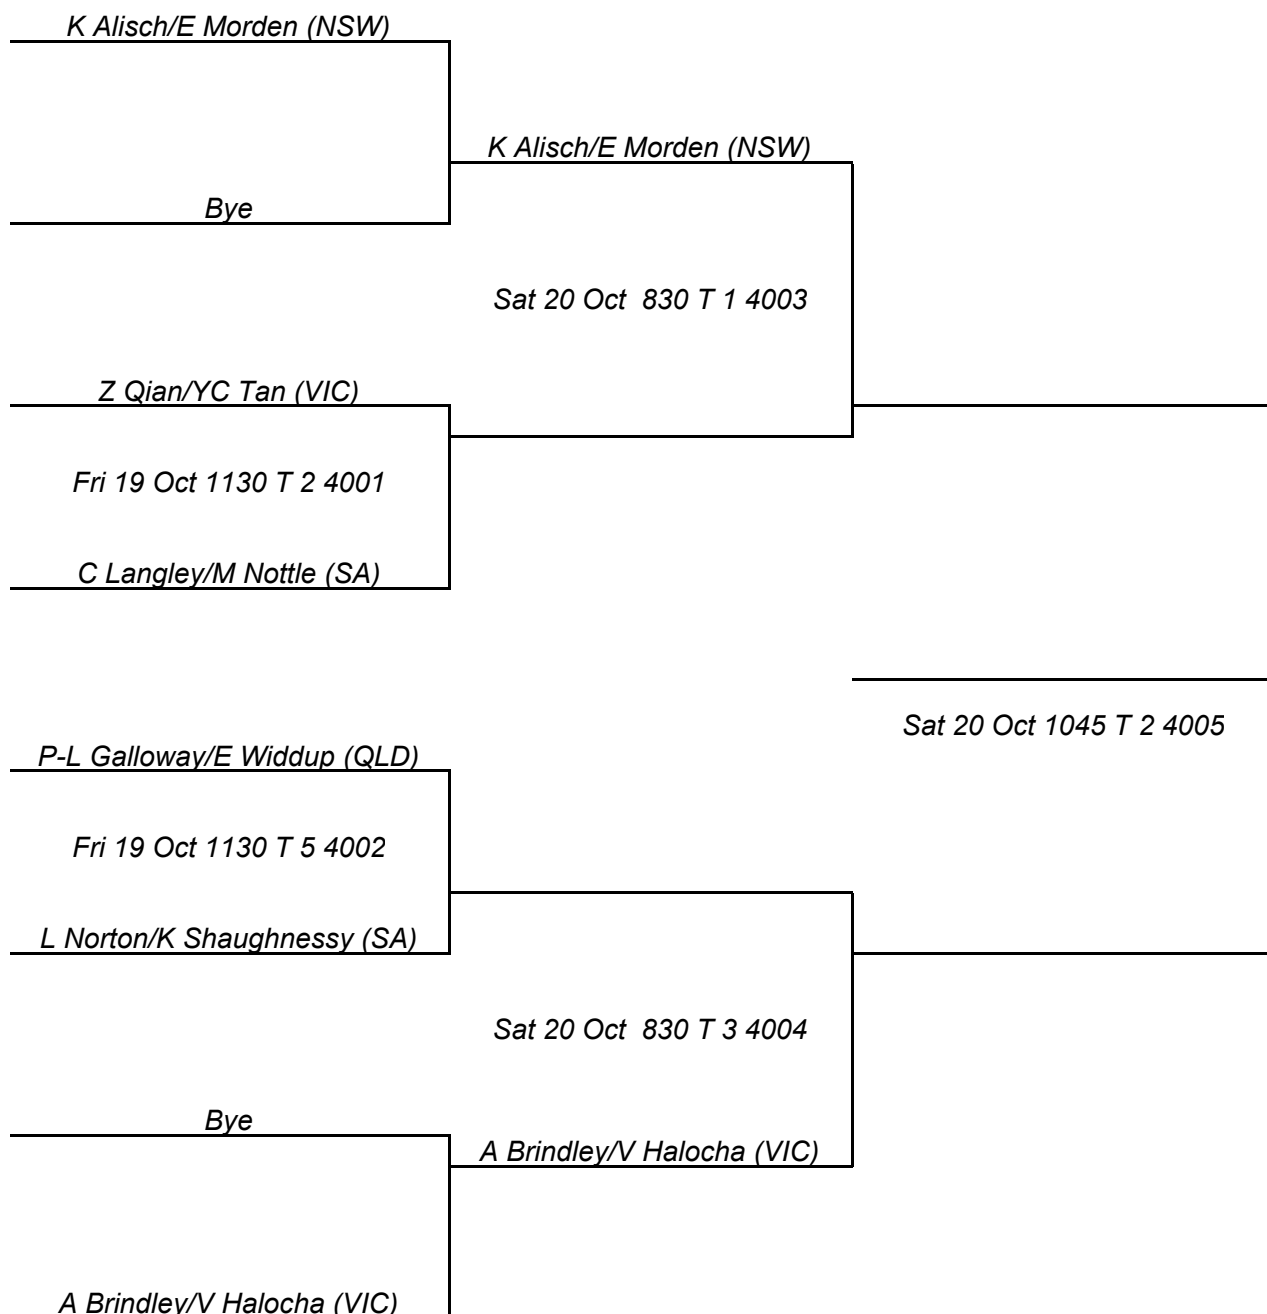 K Alisch/E Morden (NSW)
K Alisch/E Morden (NSW)
Bye
Sat 20 Oct  830 T 1 4003
Z Qian/YC Tan (VIC)
Fri 19 Oct 1130 T 2 4001
C Langley/M Nottle (SA)
Sat 20 Oct 1045 T 2 4005
P-L Galloway/E Widdup (QLD)
Fri 19 Oct 1130 T 5 4002
L Norton/K Shaughnessy (SA)
Sat 20 Oct  830 T 3 4004
Bye
A Brindley/V Halocha (VIC)
A Brindley/V Halocha (VIC)